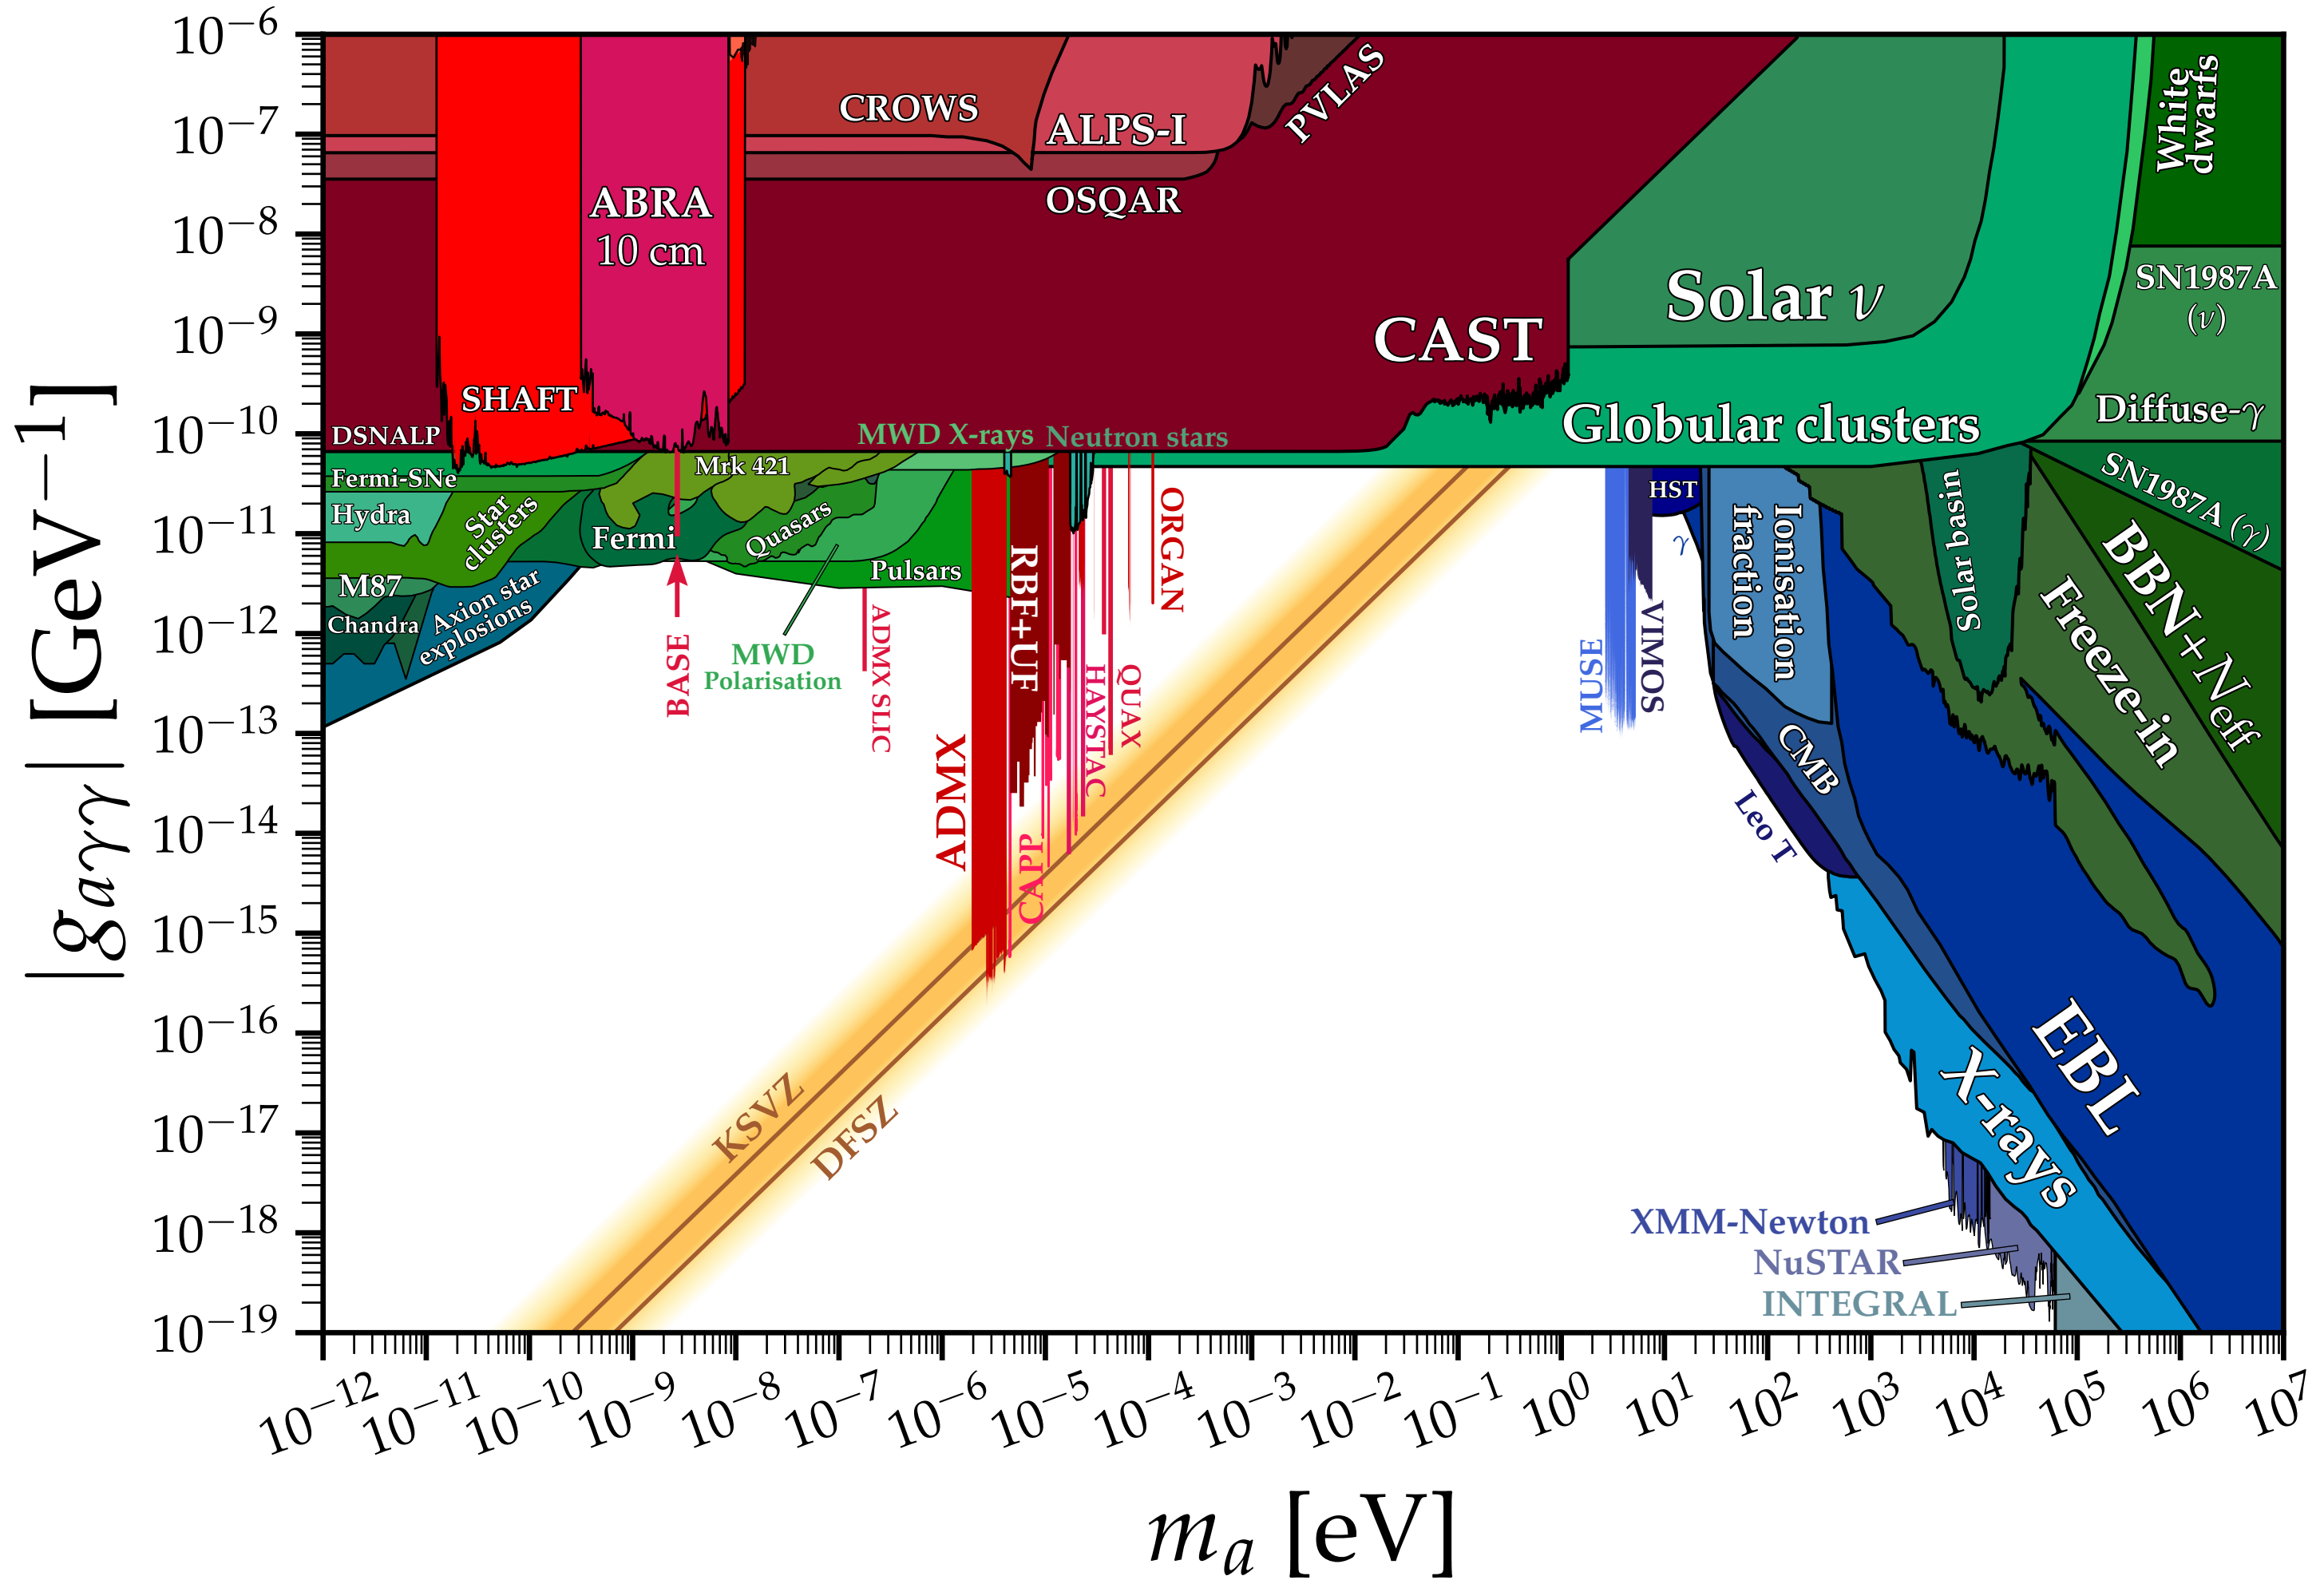 |g_{aγγ}| [GeV^{−1}]
10^{−6}
10^{−7}
10^{−8}
10^{−9}
10^{−10}
10^{−11}
10^{−12}
10^{−13}
10^{−14}
10^{−15}
10^{−16}
10^{−17}
10^{−18}
10^{−19}
CROWS
ALPS-I
PVLAS
OSQAR
ABRA
10 cm
SHAFT
CAST
Solar ν
Globular clusters
White
dwarfs
SN1987A
(ν)
Diffuse-γ
SN1987A (γ)
DSNALP
Fermi-SNe
Hydra
Star
clusters
M87
Chandra
Axion star
explosions
Mrk 421
MWD X-rays
Neutron stars
Fermi
Quasars
Pulsars
BASE
MWD
Polarisation
ADMX SLIC
ADMX
RBF+UF
CAPP
HAYSTAC
QUAX
ORGAN
KSVZ
DFSZ
MUSE
VIMOS
HST
γ
Ionisation
fraction
Solar basin
Freeze-in
BBN+N_{eff}
CMB
Leo T
EBL
X-rays
XMM-Newton
NuSTAR
INTEGRAL
10^{−12}
10^{−11}
10^{−10}
10^{−9}
10^{−8}
10^{−7}
10^{−6}
10^{−5}
10^{−4}
10^{−3}
10^{−2}
10^{−1}
10^{0}
10^{1}
10^{2}
10^{3}
10^{4}
10^{5}
10^{6}
10^{7}
m_a [eV]